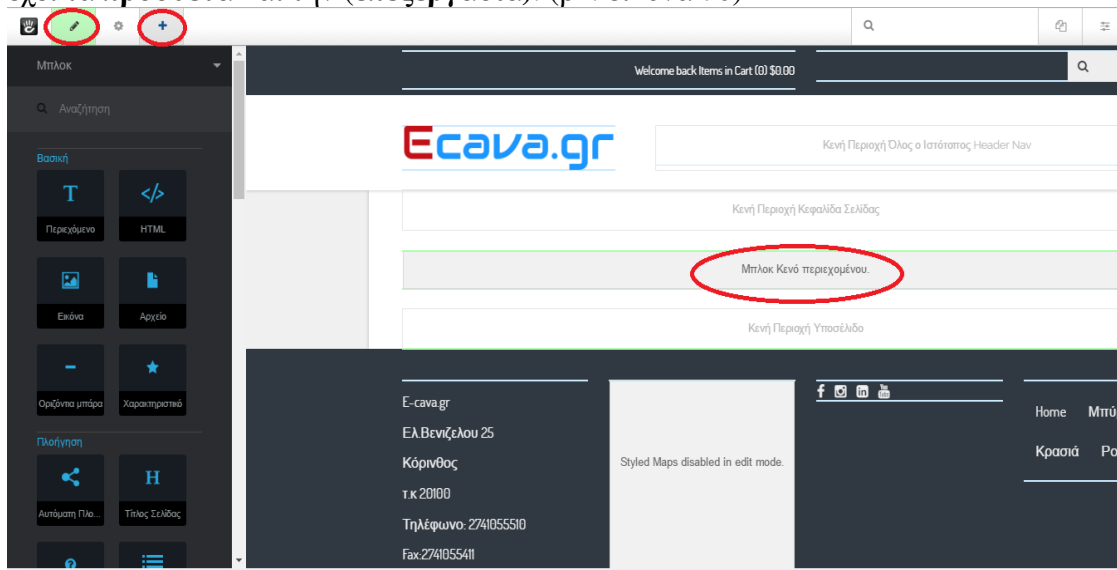 Μπλοκ
Αναζήτηση
Βασική
Περιεχόμενο
HTML
Εικόνα
Αρχείο
Οριζόντια μπάρα
Χαρακτηριστικό
Πλοήγηση
Αυτόματη Πλο...
Τίτλος Σελίδας
Welcome back Items in Cart (0) $0.00
Ecava.gr
Κενή Περιοχή Όλος ο Ιστότοπος Header Nav
Κενή Περιοχή Κεφαλίδα Σελίδας
Μπλοκ Κενό περιεχομένου.
Κενή Περιοχή Υποσέλιδο
E-cava.gr
Ελ.Βενιζελου 25
Κόρινθος
τ.κ 20100
Τηλέφωνο: 2741055510
Fax:2741055411
Styled Maps disabled in edit mode.
Home Μπύ
Κρασιά Ρο